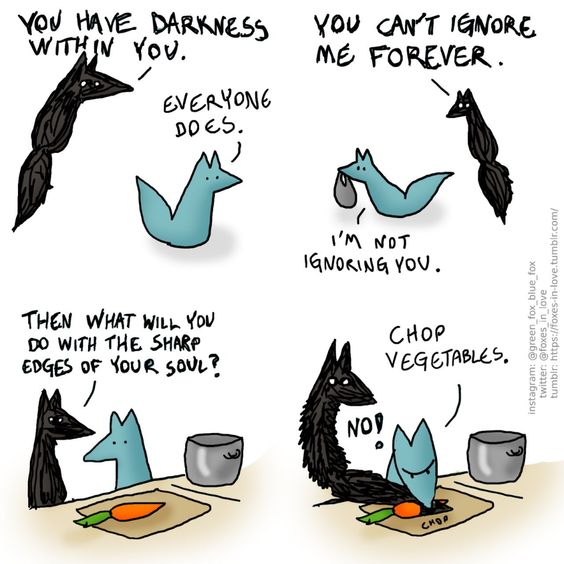 YOU HAVE DARKNESS
WITHIN YOU.
EVERYONE
DOES.
YOU CAN'T IGNORE
ME FOREVER.
I'M NOT
IGNORING YOU.
THEN WHAT WILL YOU
DO WITH THE SHARP
EDGES OF YOUR SOUL?
CHOP
VEGETABLES.
NO!
CHOP
instagram: @green_fox_blue_fox
twitter: @foxes_in_love
tumblr: https://foxes-in-love.tumblr.com/